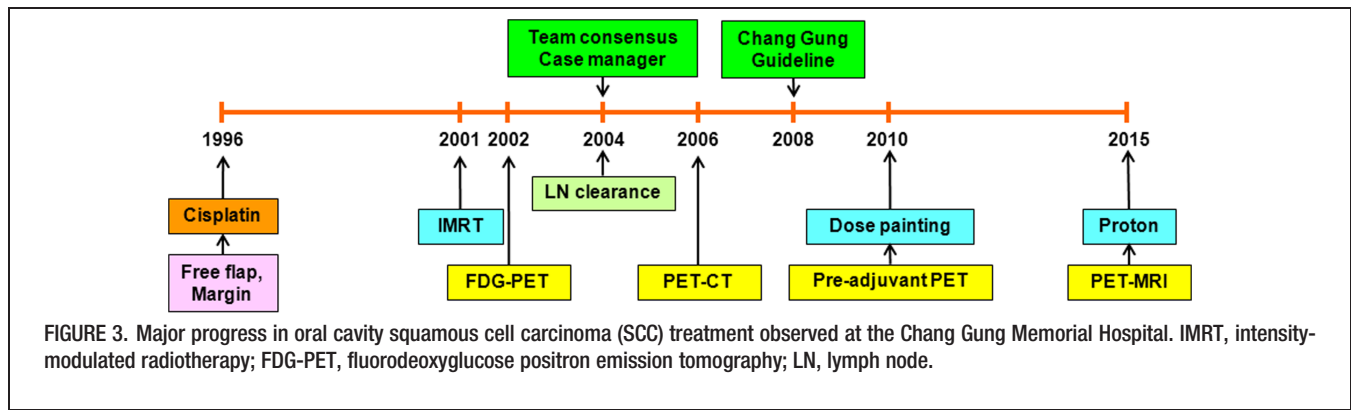 Team consensus
Case manager
Chang Gung
Guideline
1996
2001
2002
2004
2006
2008
2010
2015
LN clearance
Cisplatin
IMRT
Dose painting
Proton
Free flap,
Margin
FDG-PET
PET-CT
Pre-adjuvant PET
PET-MRI
FIGURE 3. Major progress in oral cavity squamous cell carcinoma (SCC) treatment observed at the Chang Gung Memorial Hospital. IMRT, intensity-
modulated radiotherapy; FDG-PET, fluorodeoxyglucose positron emission tomography; LN, lymph node.